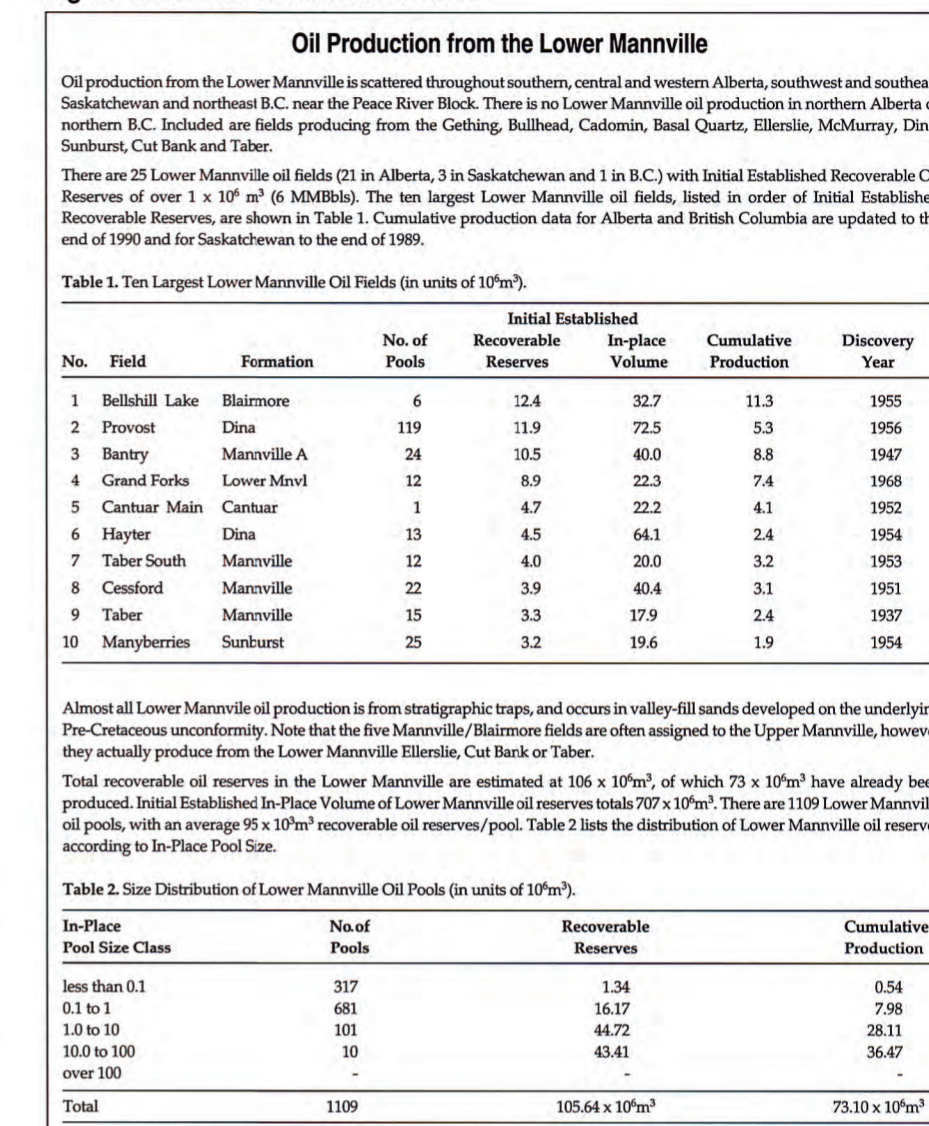 Oil Production from the Lower Mannville
Oil production from the Lower Mannville is scattered throughout southern, central and western Alberta, southwest and southea
Saskatchewan and northeast B.C. near the Peace River Block. There is no Lower Mannville oil production in northern Alberta o
northern B.C. Included are fields producing from the Gething, Bullhead, Cadomin, Basal Quartz, Ellerslie, McMurray, Din
Sunburst, Cut Bank and Taber.
There are 25 Lower Mannville oil fields (21 in Alberta, 3 in Saskatchewan and 1 in B.C.) with Initial Established Recoverable O
Reserves of over 1 x 10⁶ m³ (6 MMBbls). The ten largest Lower Mannville oil fields, listed in order of Initial Establishe
Recoverable Reserves, are shown in Table 1. Cumulative production data for Alberta and British Columbia are updated to th
end of 1990 and for Saskatchewan to the end of 1989.
Table 1. Ten Largest Lower Mannville Oil Fields (in units of 10⁶m³).
Initial Established
No. of Recoverable In-place Cumulative Discovery
No. Field Formation Pools Reserves Volume Production Year
1 Bellshill Lake Blairmore 6 12.4 32.7 11.3 1955
2 Provost Dina 119 11.9 72.5 5.3 1956
3 Bantry Mannville A 24 10.5 40.0 8.8 1947
4 Grand Forks Lower Mnvl 12 8.9 22.3 7.4 1968
5 Cantuar Main Cantuar 1 4.7 22.2 4.1 1952
6 Hayter Dina 13 4.5 64.1 2.4 1954
7 Taber South Mannville 12 4.0 20.0 3.2 1953
8 Cessford Mannville 22 3.9 40.4 3.1 1951
9 Taber Mannville 15 3.3 17.9 2.4 1937
10 Manyberries Sunburst 25 3.2 19.6 1.9 1954
Almost all Lower Mannvile oil production is from stratigraphic traps, and occurs in valley-fill sands developed on the underlyin
Pre-Cretaceous unconformity. Note that the five Mannville/Blairmore fields are often assigned to the Upper Mannville, howeve
they actually produce from the Lower Mannville Ellerslie, Cut Bank or Taber.
Total recoverable oil reserves in the Lower Mannville are estimated at 106 x 10⁶m³, of which 73 x 10⁶m³ have already bee
produced. Initial Established In-Place Volume of Lower Mannville oil reserves totals 707 x 10⁶m³. There are 1109 Lower Mannvil
oil pools, with an average 95 x 10³m³ recoverable oil reserves/pool. Table 2 lists the distribution of Lower Mannville oil reserve
according to In-Place Pool Size.
Table 2. Size Distribution of Lower Mannville Oil Pools (in units of 10⁶m³).
In-Place No.of Recoverable Cumulative
Pool Size Class Pools Reserves Production
less than 0.1 317 1.34 0.54
0.1 to 1 681 16.17 7.98
1.0 to 10 101 44.72 28.11
10.0 to 100 10 43.41 36.47
over 100 - - -
Total 1109 105.64 x 10⁶m³ 73.10 x 10⁶m³